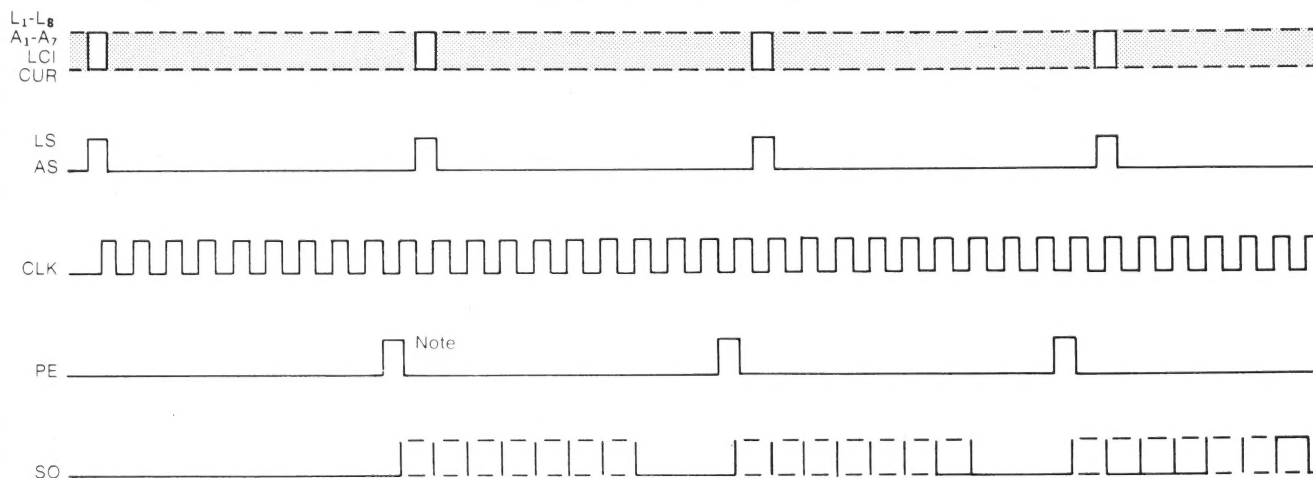 L₁-L₈
A₁-A₇
LCI
CUR
LS
AS
CLK
PE
Note
SO